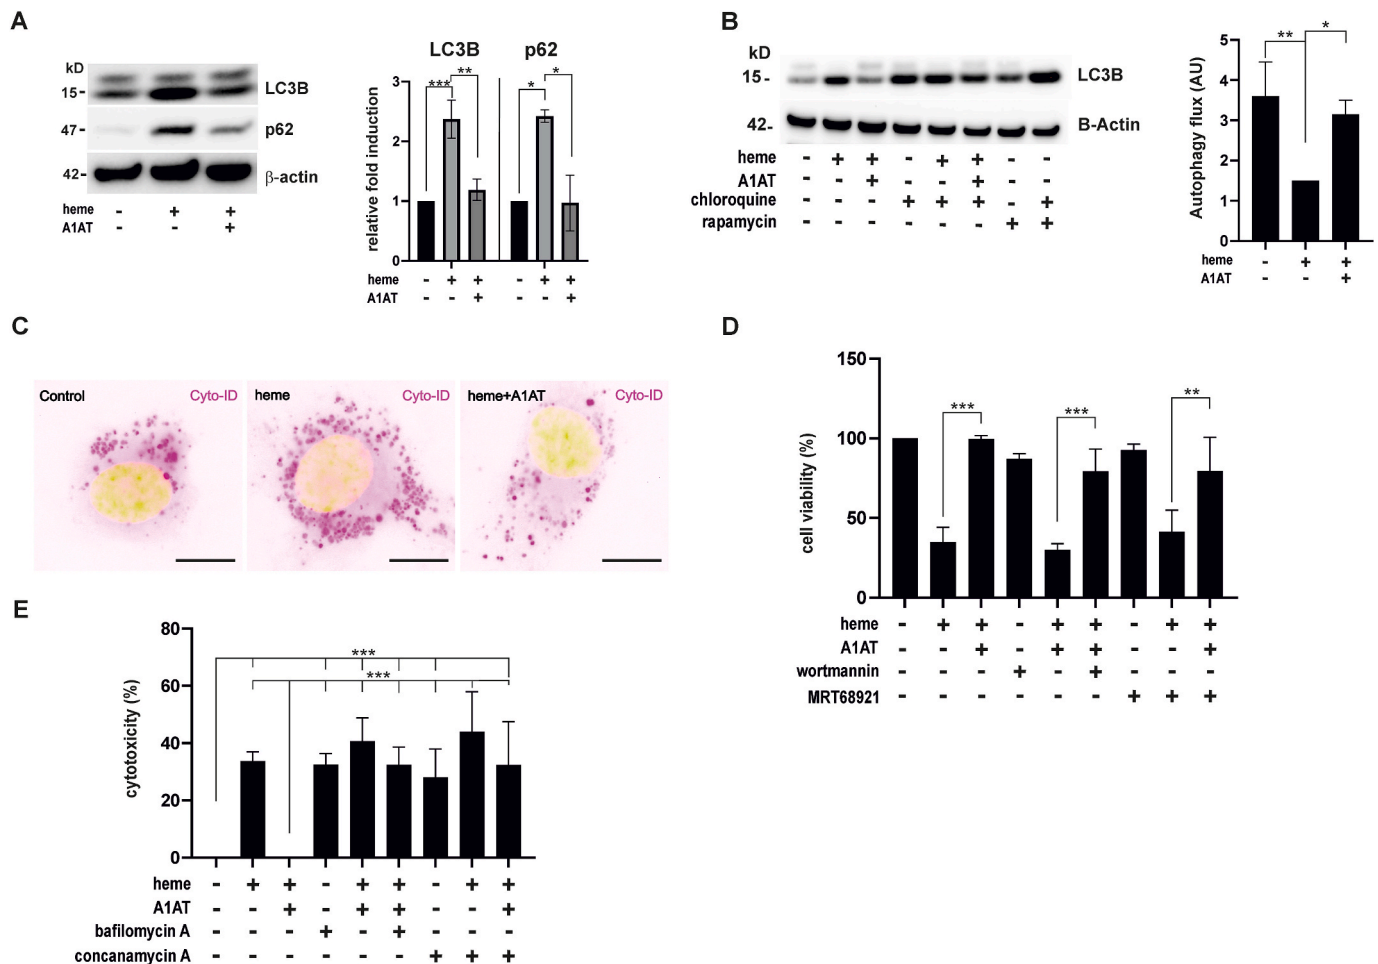 A
kD
15
47
42
LC3B
p62
β-actin
heme - + +
A1AT - - +
LC3B p62
*** ** * *
relative fold induction
3
2
1
0
heme - + + - + +
A1AT - - + - - +
B
kD
15 -
42-
LC3B
B-Actin
heme - + + - + + - +
A1AT - - + - - + - -
chloroquine - - - + + + - +
rapamycin - - - - - - + +
** *
Autophagy flux (AU)
5
4
3
2
1
0
heme - + +
A1AT - - +
C
Control Cyto-ID
heme Cyto-ID
heme+A1AT Cyto-ID
D
cell viability (%)
150
100
50
0
*** *** **
heme - + + - + + - + +
A1AT - - + - + + - - +
wortmannin - - - + - + - - -
MRT68921 - - - - - - + + +
E
cytotoxicity (%)
80
60
40
20
0
***
***
heme - + + - + + - + +
A1AT - - + - + + - - +
bafilomycin A - - - + - + - - -
concanamycin A - - - - - - + + +